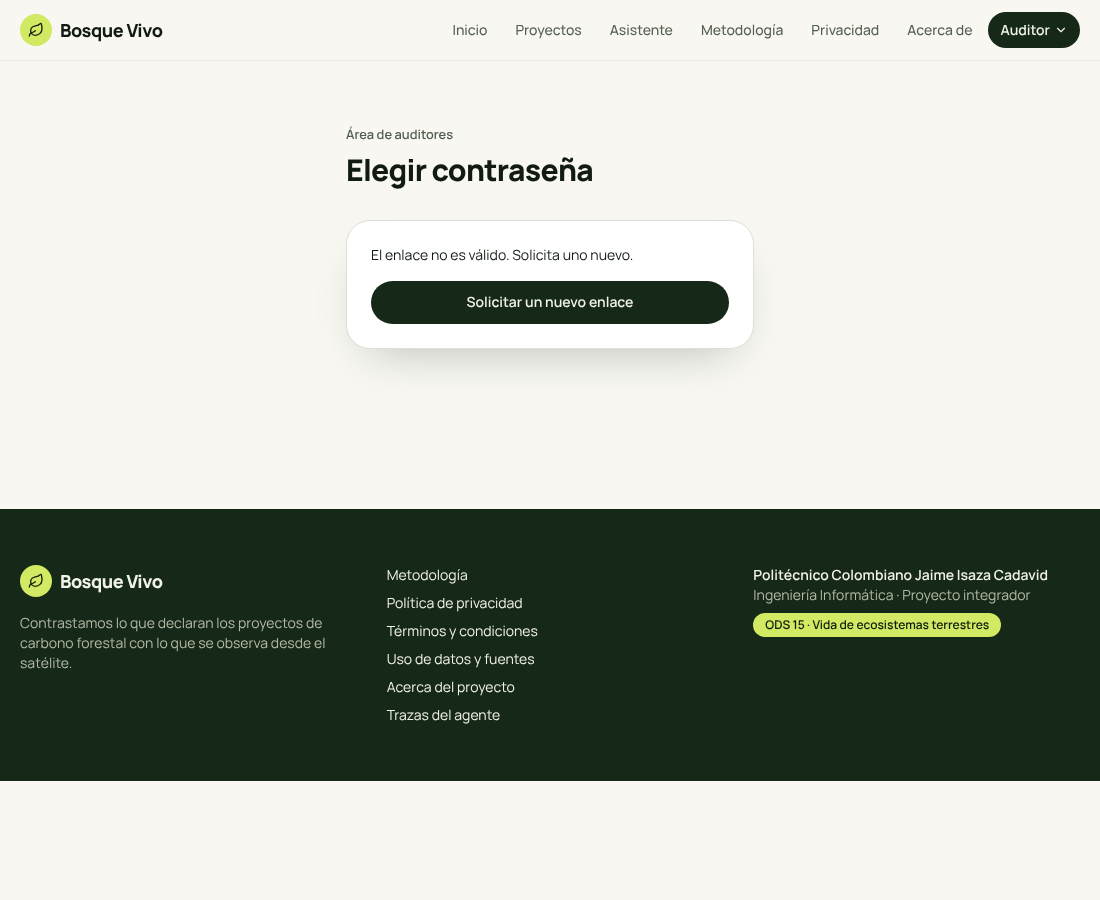 Bosque Vivo
Inicio
Proyectos
Asistente
Metodología
Privacidad
Acerca de
Auditor
Área de auditores
Elegir contraseña
El enlace no es válido. Solicita uno nuevo.
Solicitar un nuevo enlace
Bosque Vivo
Contrastamos lo que declaran los proyectos de
carbono forestal con lo que se observa desde el
satélite.
Metodología
Política de privacidad
Términos y condiciones
Uso de datos y fuentes
Acerca del proyecto
Trazas del agente
Politécnico Colombiano Jaime Isaza Cadavid
Ingeniería Informática · Proyecto integrador
ODS 15 · Vida de ecosistemas terrestres